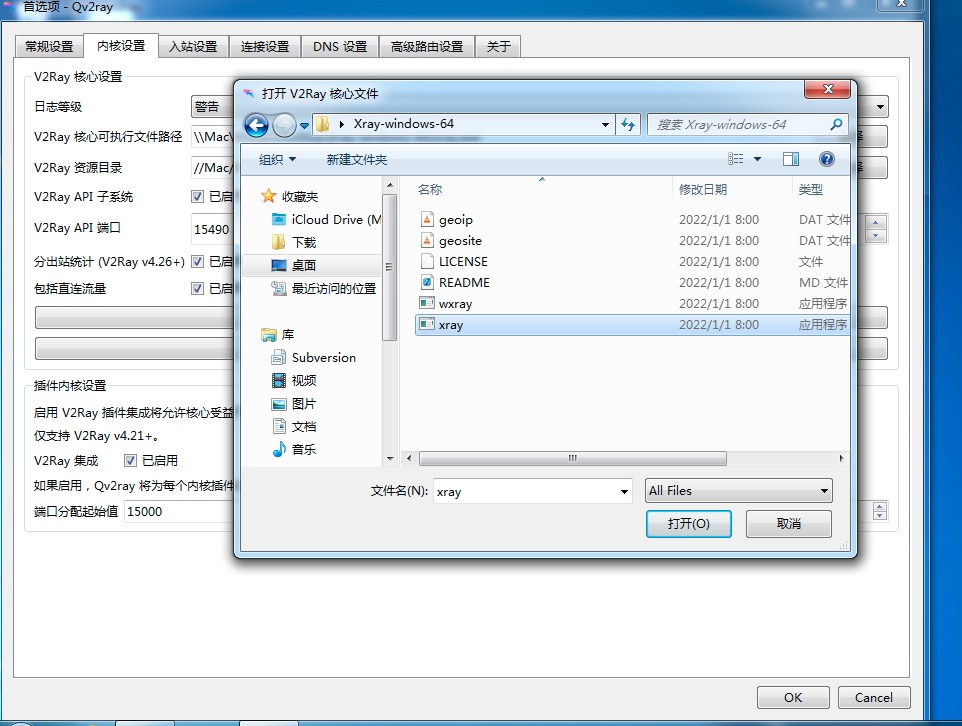 首选项 - Qv2ray
常规设置 内核设置 入站设置 连接设置 DNS 设置 高级路由设置 关于
V2Ray 核心设置
日志等级 警告
V2Ray 核心可执行文件路径 \\Mac\
V2Ray 资源目录 //Mac/
V2Ray API 子系统 已启
V2Ray API 端口 15490
分出站统计 (V2Ray v4.26+) 已启
包括直连流量 已启
插件内核设置
启用 V2Ray 插件集成将允许核心受益
仅支持 V2Ray v4.21+。
V2Ray 集成 已启用
如果启用，Qv2ray 将为每个内核插件
端口分配起始值 15000
OK Cancel
打开 V2Ray 核心文件
Xray-windows-64 搜索 Xray-windows-64
组织 新建文件夹
收藏夹
iCloud Drive (M
下载
桌面
最近访问的位置
库
Subversion
视频
图片
文档
音乐
名称 修改日期 类型
geoip 2022/1/1 8:00 DAT 文件
geosite 2022/1/1 8:00 DAT 文件
LICENSE 2022/1/1 8:00 文件
README 2022/1/1 8:00 MD 文件
wxray 2022/1/1 8:00 应用程序
xray 2022/1/1 8:00 应用程序
文件名(N): xray All Files
打开(O) 取消